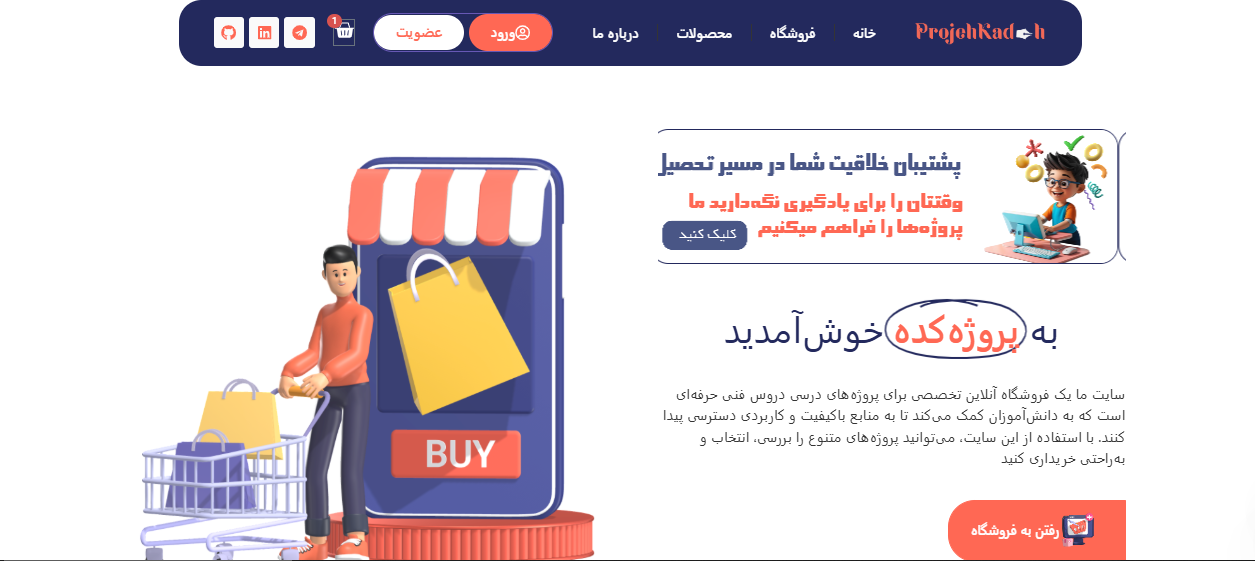 ProjehKadeh
خانه
فروشگاه
محصولات
درباره ما
ورود
عضویت
1
پشتیبان خلاقیت شما در مسیر تحصیل
وقتتان را برای یادگیری نگه‌دارید ما
پروژه‌ها را فراهم میکنیم
کلیک کنید
به پروژه‌کده خوش‌آمدید
سایت ما یک فروشگاه آنلاین تخصصی برای پروژه‌های درسی دروس فنی حرفه‌ای
است که به دانش‌آموزان کمک می‌کند تا به منابع باکیفیت و کاربردی دسترسی پیدا
کنند. با استفاده از این سایت، می‌توانید پروژه‌های متنوع را بررسی، انتخاب و
به‌راحتی خریداری کنید
رفتن به فروشگاه
BUY